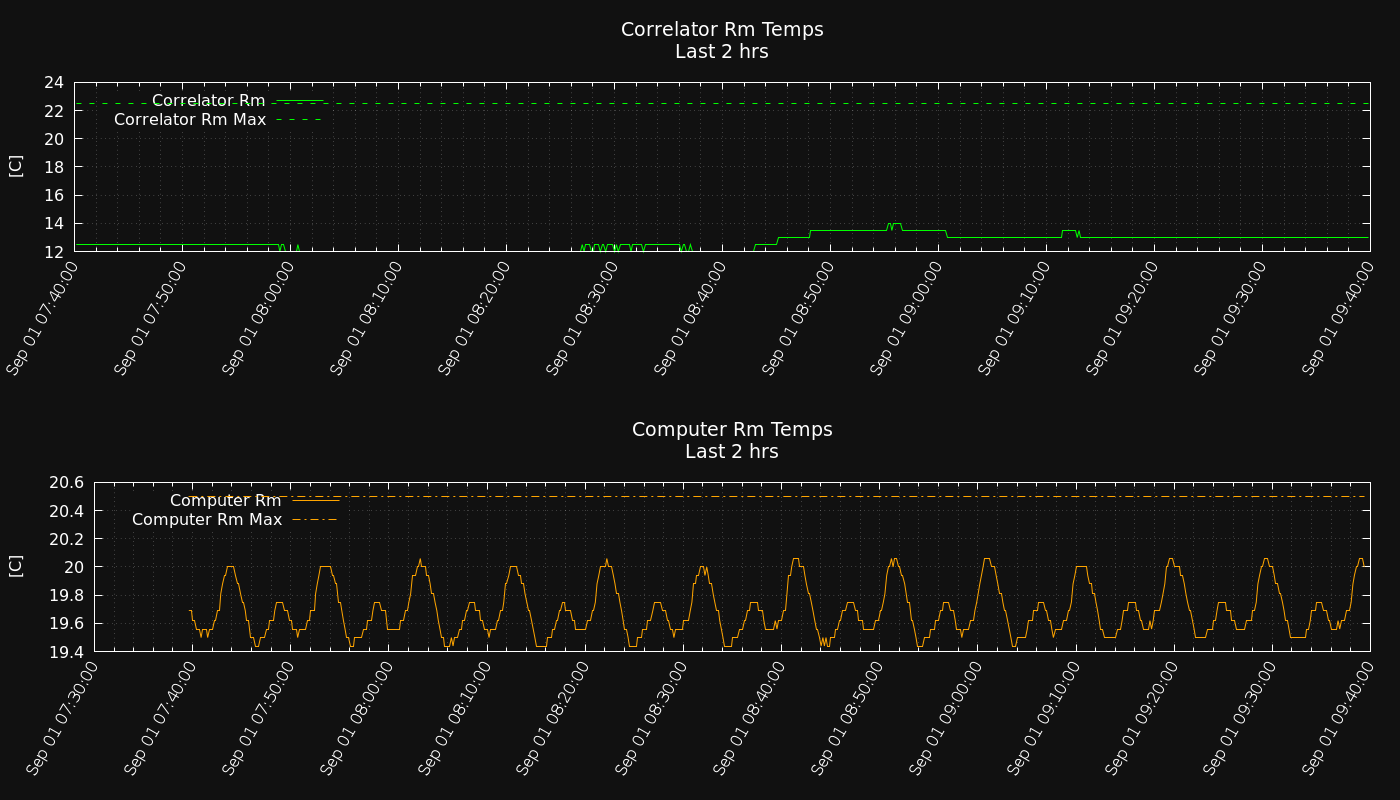 Correlator Rm Temps
Last 2 hrs
24
22
20
18
16
14
12
[C]
Correlator Rm
Correlator Rm Max
Sep 01 07:40:00
Sep 01 07:50:00
Sep 01 08:00:00
Sep 01 08:10:00
Sep 01 08:20:00
Sep 01 08:30:00
Sep 01 08:40:00
Sep 01 08:50:00
Sep 01 09:00:00
Sep 01 09:10:00
Sep 01 09:20:00
Sep 01 09:30:00
Sep 01 09:40:00
Computer Rm Temps
Last 2 hrs
20.6
20.4
20.2
20
19.8
19.6
19.4
[C]
Computer Rm
Computer Rm Max
Sep 01 07:30:00
Sep 01 07:40:00
Sep 01 07:50:00
Sep 01 08:00:00
Sep 01 08:10:00
Sep 01 08:20:00
Sep 01 08:30:00
Sep 01 08:40:00
Sep 01 08:50:00
Sep 01 09:00:00
Sep 01 09:10:00
Sep 01 09:20:00
Sep 01 09:30:00
Sep 01 09:40:00